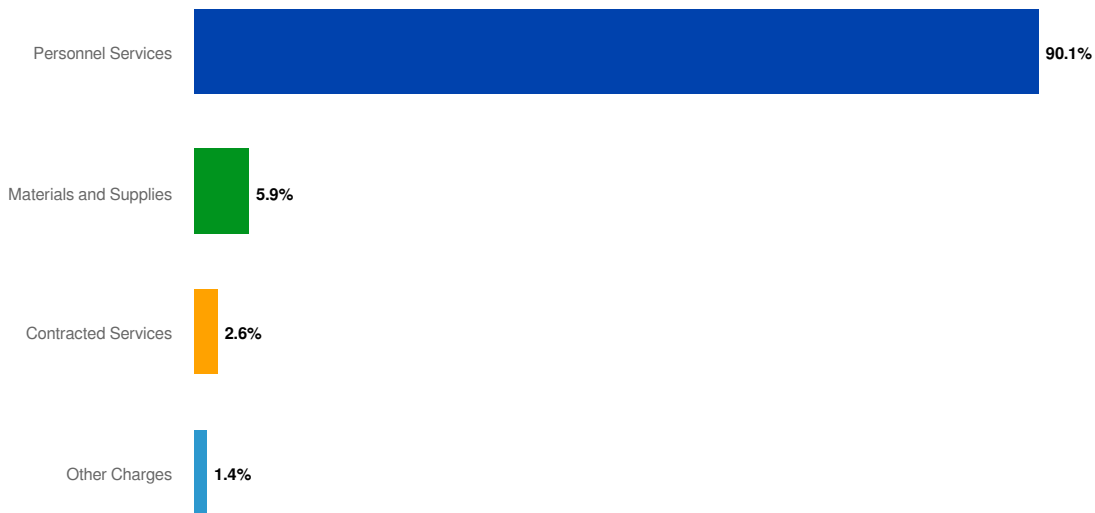 Personnel Services 90.1%
Materials and Supplies 5.9%
Contracted Services 2.6%
Other Charges 1.4%